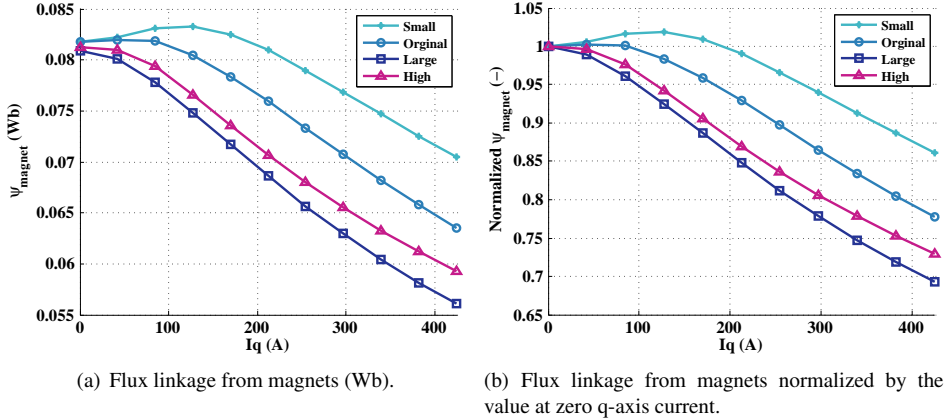 0.085
0.08
0.075
0.07
0.065
0.06
0.055
ψmagnet (Wb)
0
100
200
300
400
Iq (A)
Small
Orginal
Large
High
(a) Flux linkage from magnets (Wb).
1.05
1
0.95
0.9
0.85
0.8
0.75
0.7
0.65
Normalized ψmagnet(−)
0
100
200
300
400
Iq (A)
Small
Orginal
Large
High
(b) Flux linkage from magnets normalized by the
value at zero q-axis current.